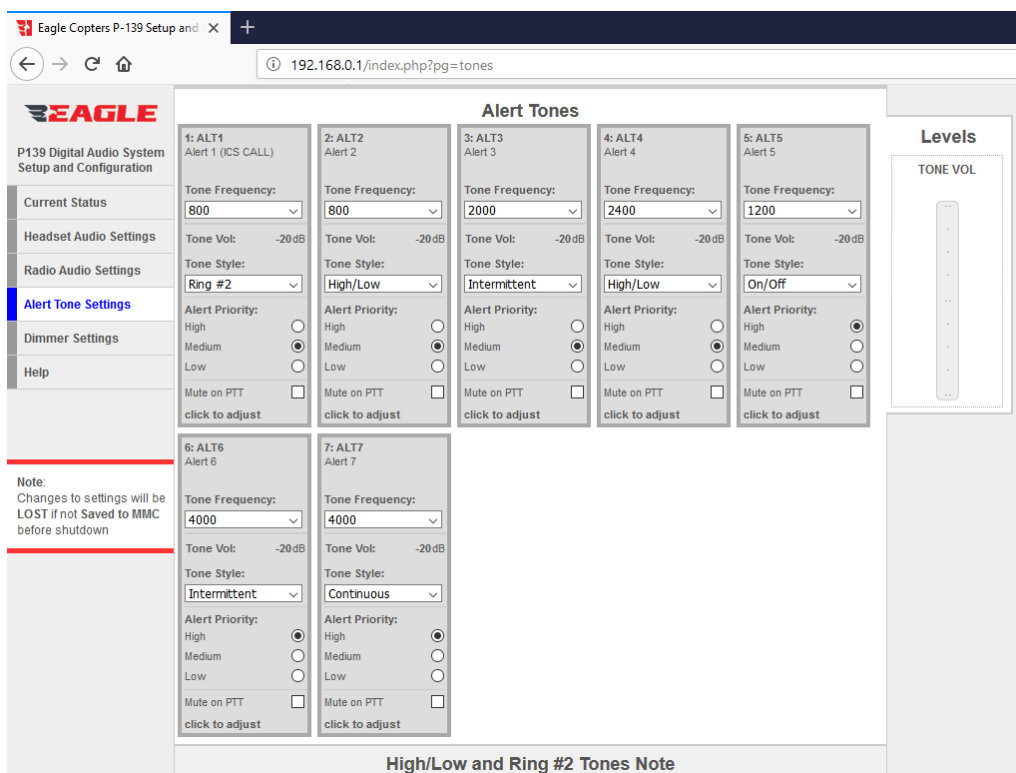 Eagle Copters P-139 Setup and
192.168.0.1/index.php?pg=tones
EAGLE
P139 Digital Audio System
Setup and Configuration
Current Status
Headset Audio Settings
Radio Audio Settings
Alert Tone Settings
Dimmer Settings
Help
Note:
Changes to settings will be
LOST if not Saved to MMC
before shutdown
Alert Tones
1: ALT1
Alert 1 (ICS CALL)
Tone Frequency:
800
Tone Vol: -20dB
Tone Style:
Ring #2
Alert Priority:
High
Medium
Low
Mute on PTT
click to adjust
2: ALT2
Alert 2
Tone Frequency:
800
Tone Vol: -20dB
Tone Style:
High/Low
Alert Priority:
High
Medium
Low
Mute on PTT
click to adjust
3: ALT3
Alert 3
Tone Frequency:
2000
Tone Vol: -20dB
Tone Style:
Intermittent
Alert Priority:
High
Medium
Low
Mute on PTT
click to adjust
4: ALT4
Alert 4
Tone Frequency:
2400
Tone Vol: -20dB
Tone Style:
High/Low
Alert Priority:
High
Medium
Low
Mute on PTT
click to adjust
5: ALT5
Alert 5
Tone Frequency:
1200
Tone Vol: -20dB
Tone Style:
On/Off
Alert Priority:
High
Medium
Low
Mute on PTT
click to adjust
6: ALT6
Alert 6
Tone Frequency:
4000
Tone Vol: -20dB
Tone Style:
Intermittent
Alert Priority:
High
Medium
Low
Mute on PTT
click to adjust
7: ALT7
Alert 7
Tone Frequency:
4000
Tone Vol: -20dB
Tone Style:
Continuous
Alert Priority:
High
Medium
Low
Mute on PTT
click to adjust
Levels
TONE VOL
High/Low and Ring #2 Tones Note